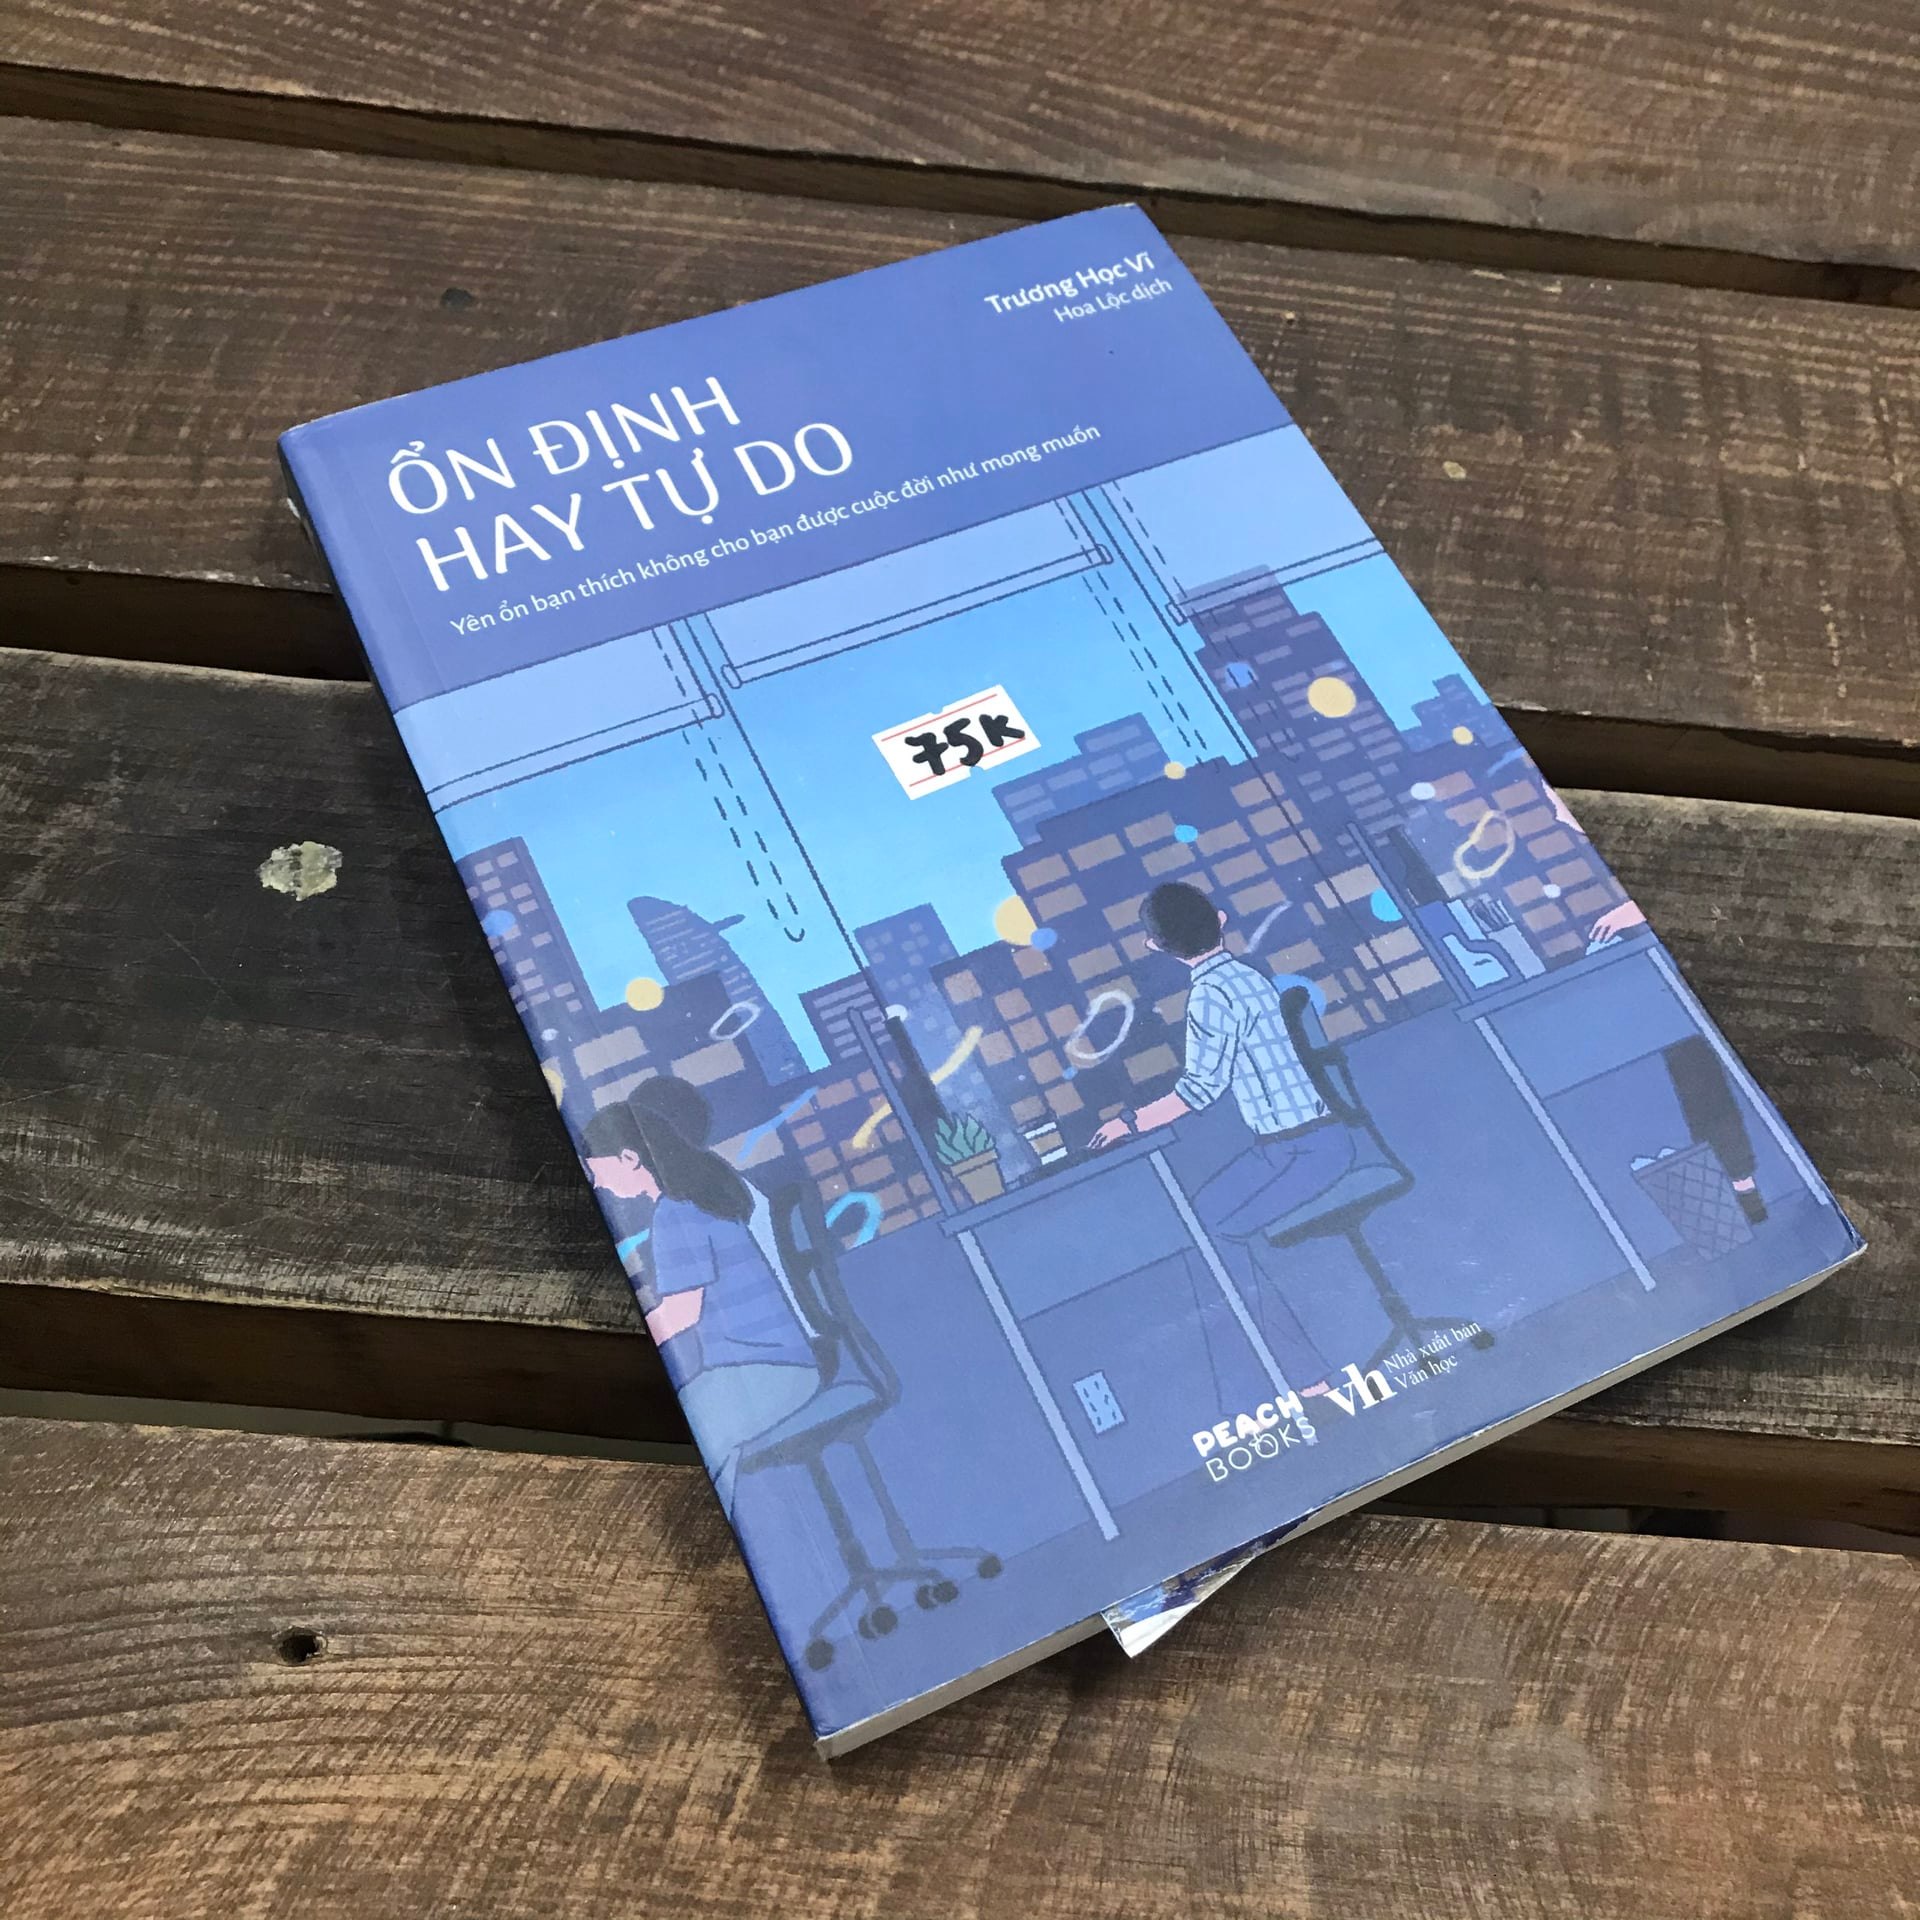 Trương Học Vĩ
Hoa Lộc dịch
ỔN ĐỊNH
HAY TỰ DO
Yên ổn bạn thích không cho bạn được cuộc đời như mong muốn
75K
PEACH
BOOKS
vh
Nhà xuất bản
Văn học